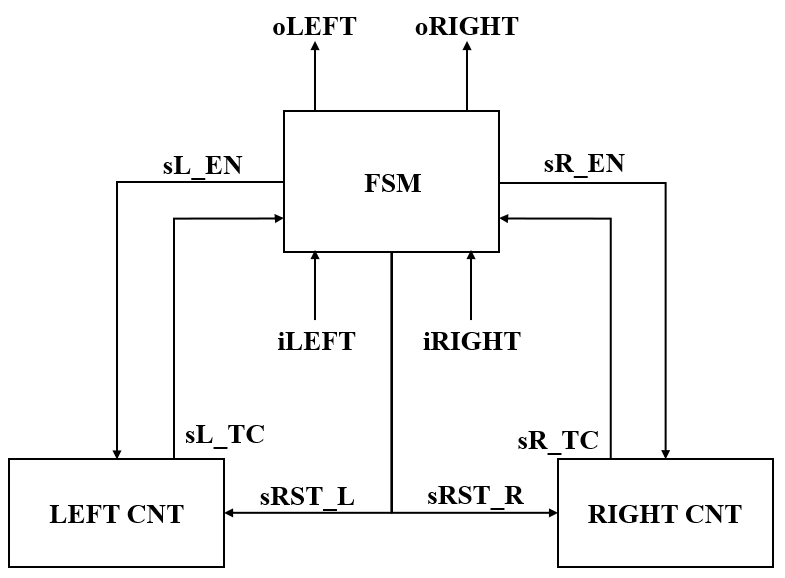 oLEFT oRIGHT
sL_EN
FSM
sR_EN
iLEFT iRIGHT
sL_TC
sR_TC
LEFT CNT
sRST_L
sRST_R
RIGHT CNT